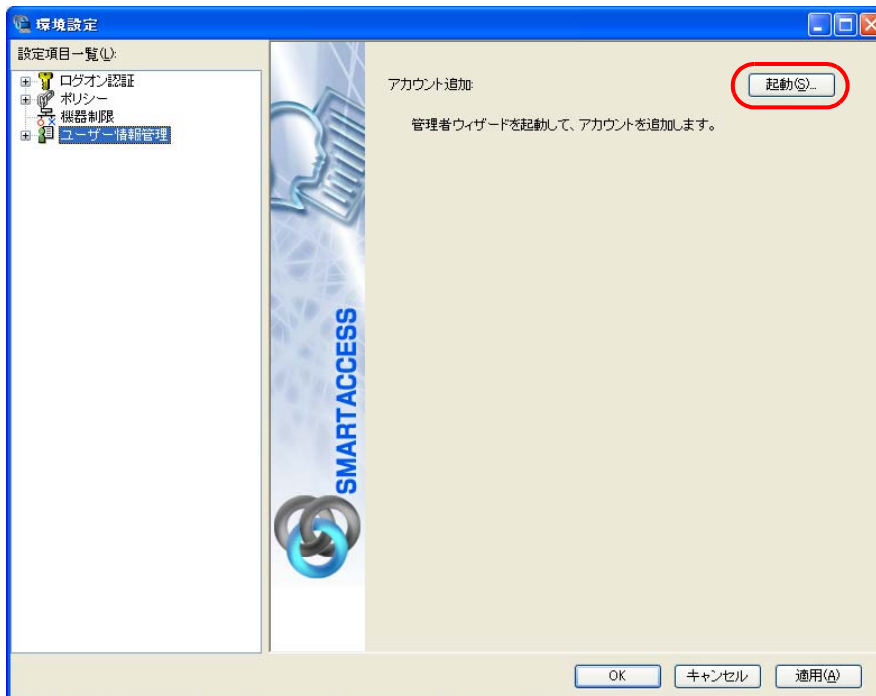 環境設定
設定項目一覧(L):
ログオン認証
ポリシー
機器制限
ユーザー情報管理
アカウント追加:
起動(S)...
管理者ウィザードを起動して、アカウントを追加します。
SMARTACCESS
OK
キャンセル
適用(A)